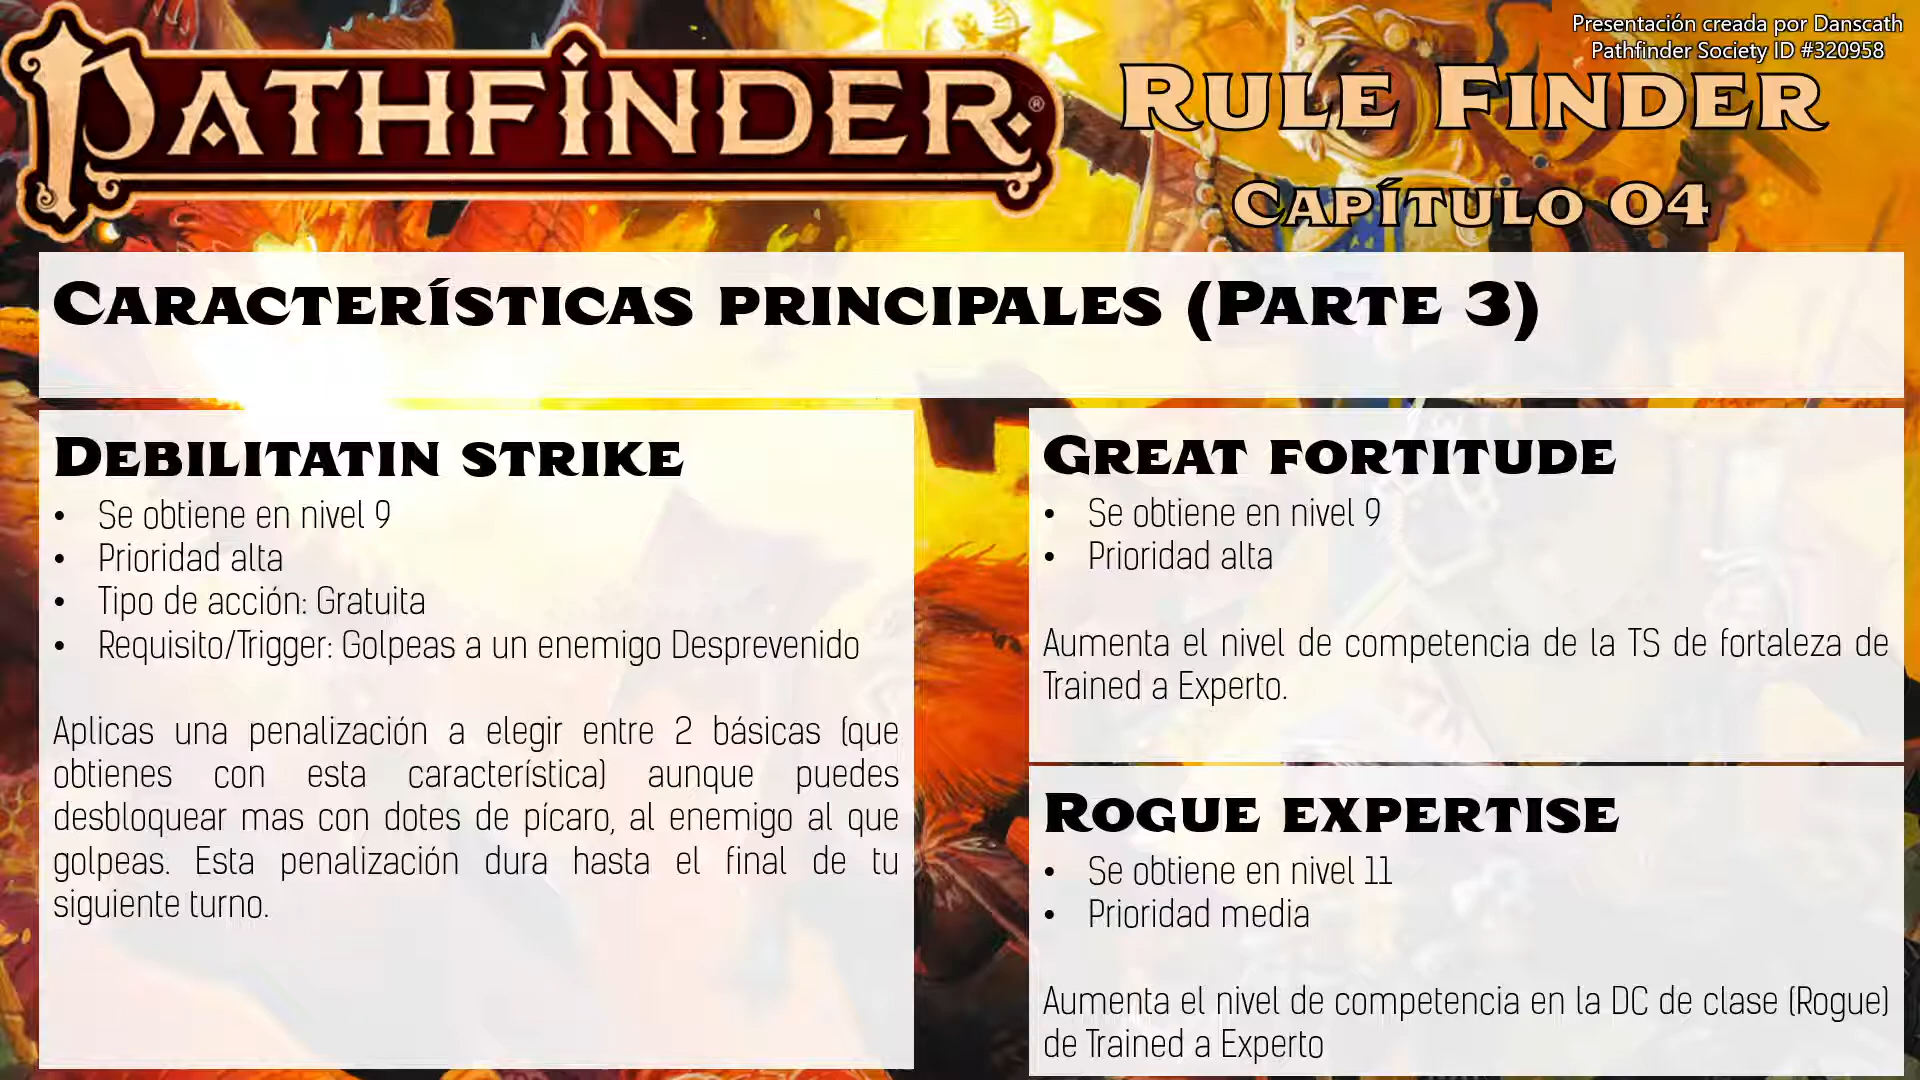 Presentación creada por Danscath
Pathfinder Society ID #320958
PATHFINDER®
RULE FINDER
CAPÍTULO 04
CARACTERÍSTICAS PRINCIPALES (PARTE 3)
DEBILITATIN STRIKE
• Se obtiene en nivel 9
• Prioridad alta
• Tipo de acción: Gratuita
• Requisito/Trigger: Golpeas a un enemigo Desprevenido
Aplicas una penalización a elegir entre 2 básicas (que
obtienes con esta característica) aunque puedes
desbloquear mas con dotes de pícaro, al enemigo al que
golpeas. Esta penalización dura hasta el final de tu
siguiente turno.
GREAT FORTITUDE
• Se obtiene en nivel 9
• Prioridad alta
Aumenta el nivel de competencia de la TS de fortaleza de
Trained a Experto.
ROGUE EXPERTISE
• Se obtiene en nivel 11
• Prioridad media
Aumenta el nivel de competencia en la DC de clase (Rogue)
de Trained a Experto